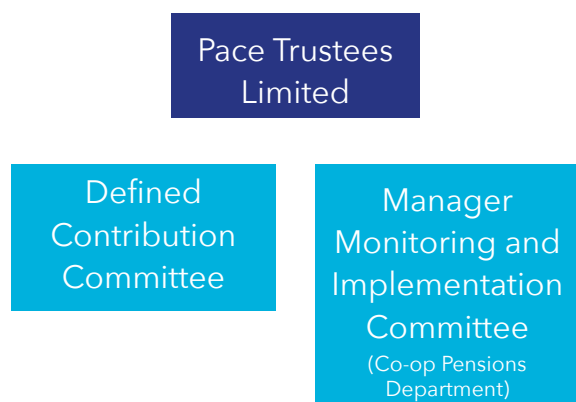 Pace Trustees
Limited
Defined
Contribution
Committee
Manager
Monitoring and
Implementation
Committee
(Co-op Pensions
Department)